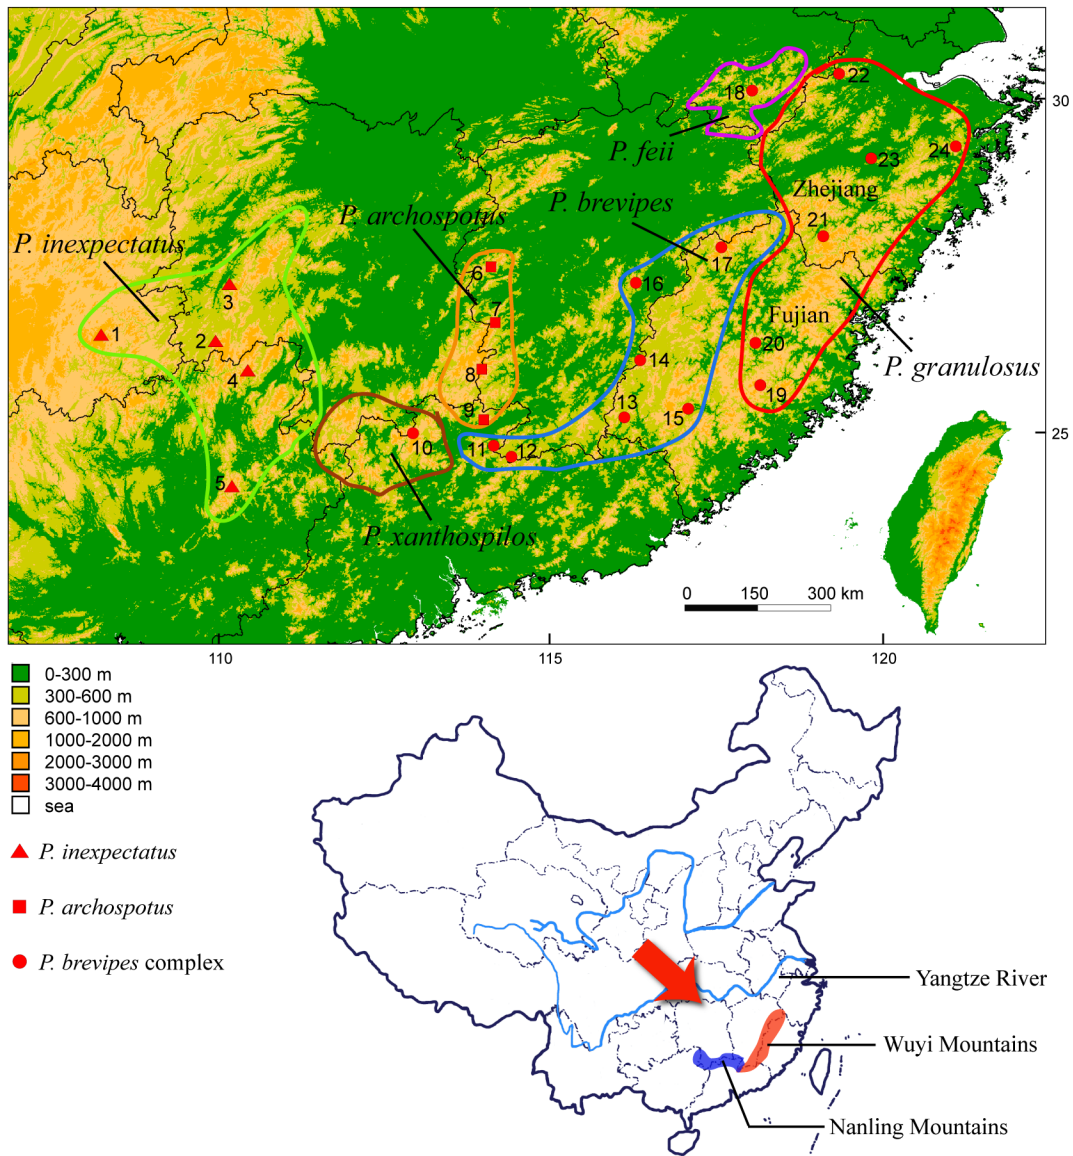 30
22
18
P. feii
23
24
Zhejiang
P. archospotus
P. brevipes
21
P. inexpectatus
17
6
16
3
7
Fujian
1
2
20
14
P. granulosus
8
4
19
13
15
9
10
11
12
25
5
P. xanthospilos
0 150 300 km
110
115
120
0-300 m
300-600 m
600-1000 m
1000-2000 m
2000-3000 m
3000-4000 m
sea
P. inexpectatus
P. archospotus
P. brevipes complex
Yangtze River
Wuyi Mountains
Nanling Mountains